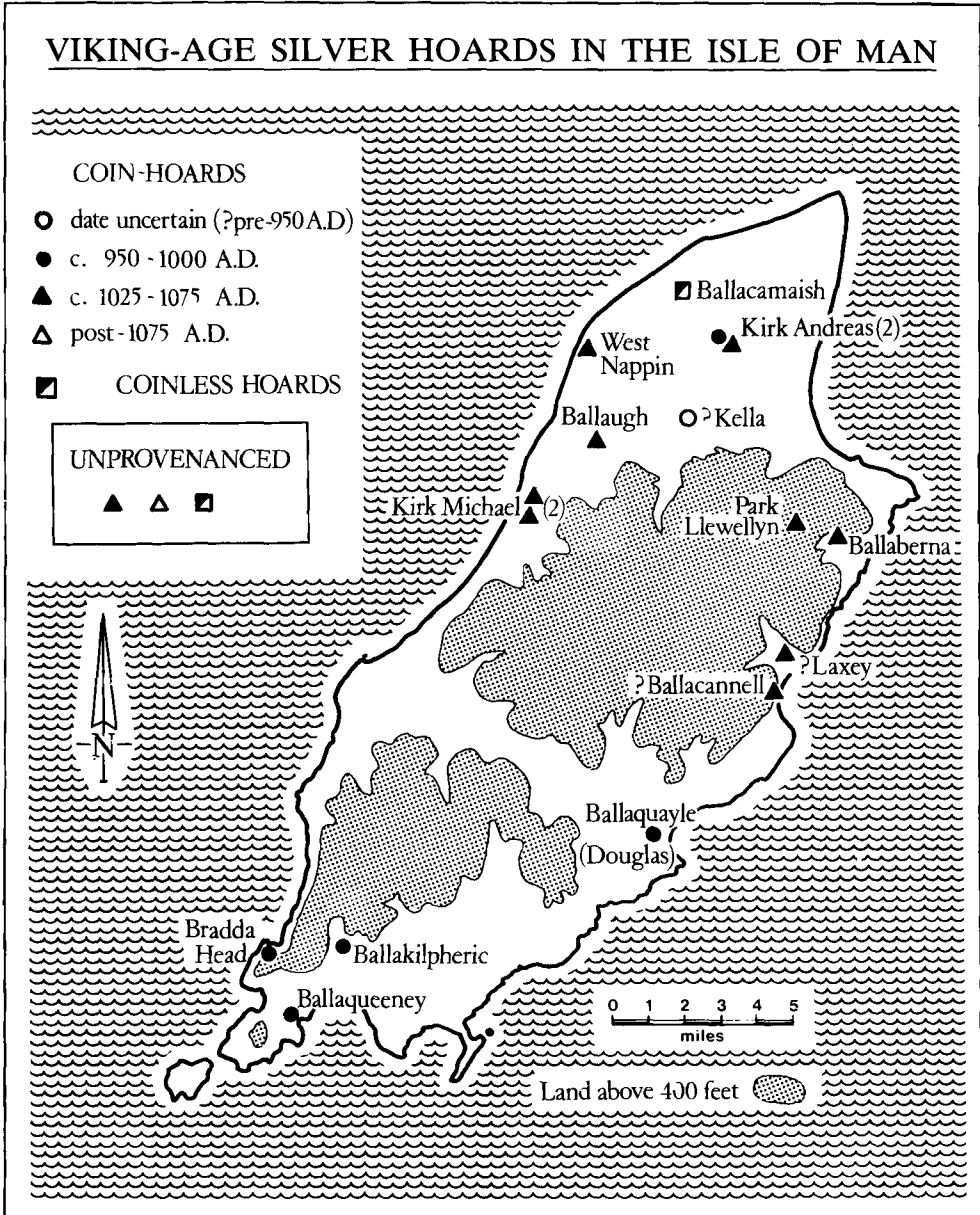 VIKING-AGE SILVER HOARDS IN THE ISLE OF MAN
COIN-HOARDS
date uncertain (?pre-950 A.D)
c. 950-1000 A.D.
c. 1025-1075 A.D.
post-1075 A.D.
COINLESS HOARDS
UNPROVENANCED
Ballacamaish
Kirk Andreas (2)
West
Nappin
Ballaugh
? Kella
Kirk Michael (2)
Park
Llewellyn
Ballaberna
? Laxey
? Ballacannell
N
Ballaquayle
(Douglas)
Bradda
Head
Ballakilpheric
Ballaqueeney
0 1 2 3 4 5
miles
Land above 400 feet